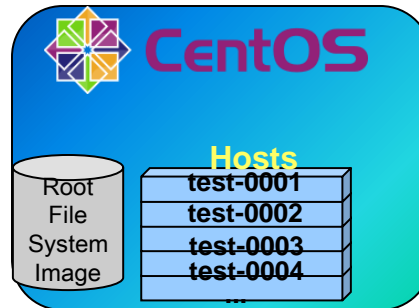 CentOS
Hosts
test-0001
test-0002
test-0003
test-0004
...
Root
File
System
Image